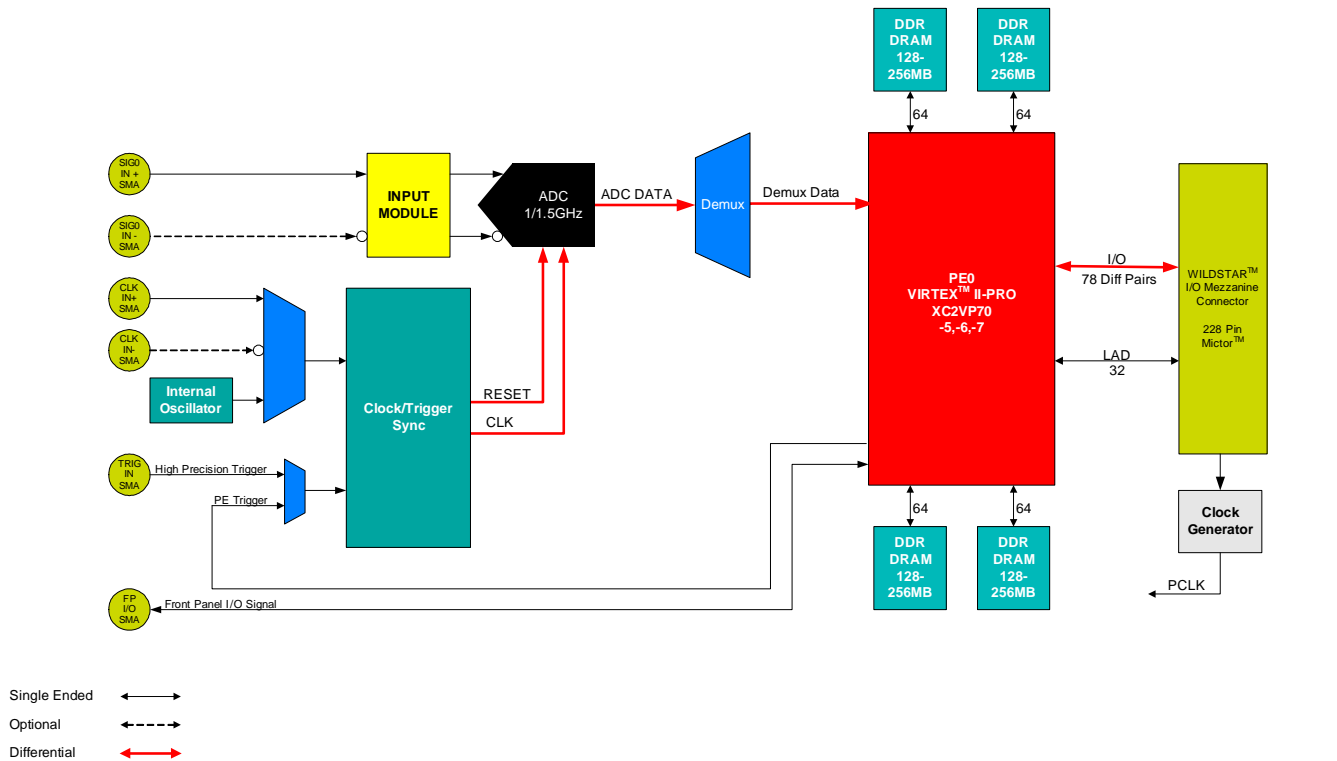 DDR
DRAM
128-
256MB
DDR
DRAM
128-
256MB
64
64
SIG0
IN +
SMA
INPUT
MODULE
ADC
1/1.5GHz
ADC DATA
Demux
Demux Data
SIG0
IN -
SMA
CLK
IN+
SMA
CLK
IN-
SMA
Internal
Oscillator
Clock/Trigger
Sync
RESET
CLK
PE0
VIRTEX™ II-PRO
XC2VP70
-5,-6,-7
I/O
78 Diff Pairs
LAD
32
WILDSTAR™
I/O Mezzanine
Connector
228 Pin
Mictor™
TRIG
IN
SMA
High Precision Trigger
PE Trigger
64
64
DDR
DRAM
128-
256MB
DDR
DRAM
128-
256MB
Clock
Generator
PCLK
FP
I/O
SMA
Front Panel I/O Signal
Single Ended
Optional
Differential